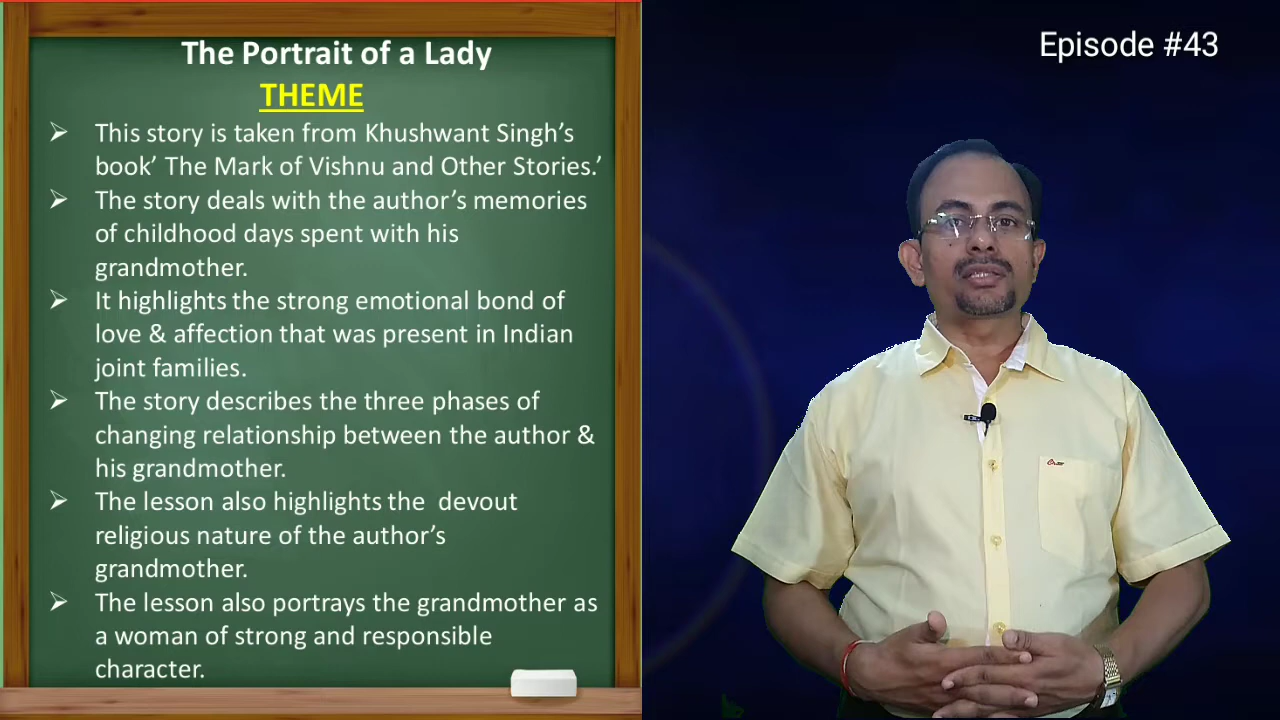 The Portrait of a Lady
THEME
➢ This story is taken from Khushwant Singh’s
book’ The Mark of Vishnu and Other Stories.’
➢ The story deals with the author’s memories
of childhood days spent with his
grandmother.
➢ It highlights the strong emotional bond of
love & affection that was present in Indian
joint families.
➢ The story describes the three phases of
changing relationship between the author &
his grandmother.
➢ The lesson also highlights the  devout
religious nature of the author’s
grandmother.
➢ The lesson also portrays the grandmother as
a woman of strong and responsible
character.
Episode #43